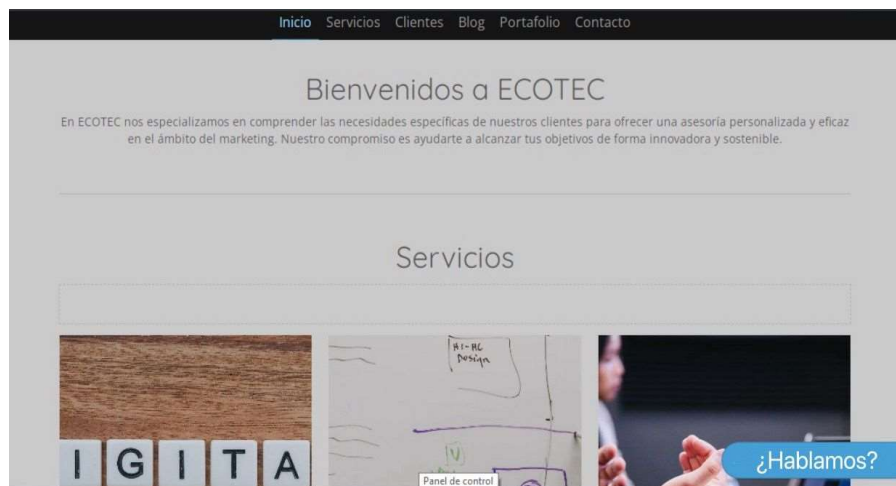 Inicio Servicios Clientes Blog Portafolio Contacto
Bienvenidos a ECOTEC
En ECOTEC nos especializamos en comprender las necesidades específicas de nuestros clientes para ofrecer una asesoría personalizada y eficaz
en el ámbito del marketing. Nuestro compromiso es ayudarte a alcanzar tus objetivos de forma innovadora y sostenible.
Servicios
Design
I G I T A
¿Hablamos?
Panel de control